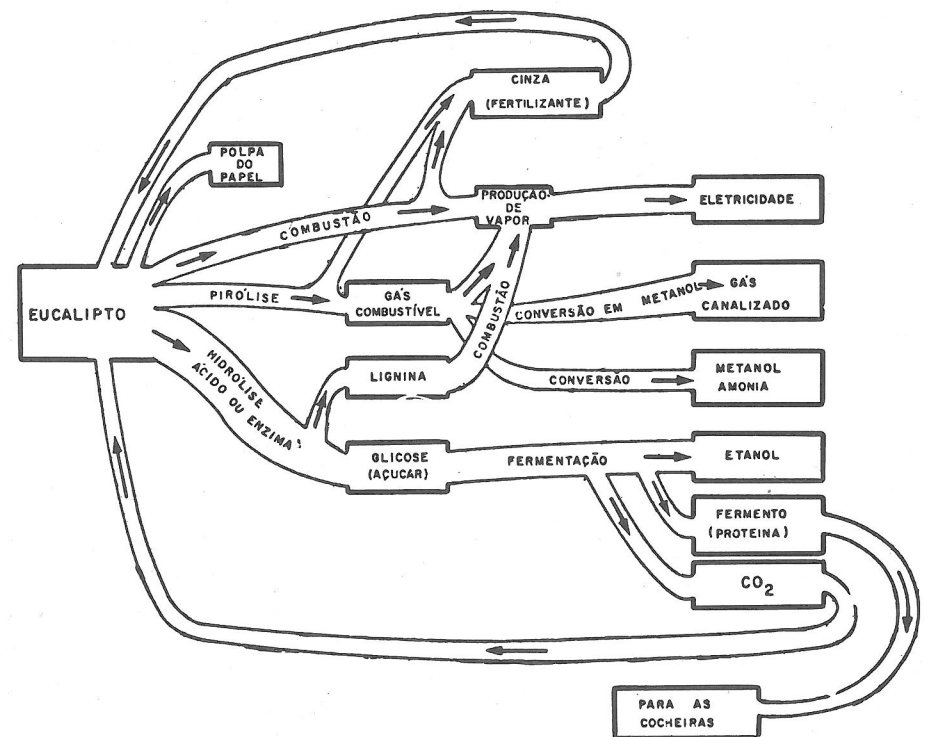 CINZA
(FERTILIZANTE)
POLPA
DO
PAPEL
PRODUÇÃO
DE
VAPOR
ELETRICIDADE
COMBUSTÃO
EUCALIPTO
PIRÓLISE
GÁS
COMBUSTÍVEL
CONVERSÃO EM METANOL
GÁS
CANALIZADO
COMBUSTÃO
LIGNINA
CONVERSÃO
METANOL
AMONIA
HIDRÓLISE
ÁCIDO OU ENZIMA
GLICOSE
(AÇUCAR)
FERMENTAÇÃO
ETANOL
FERMENTO
(PROTEINA)
CO2
PARA AS
COCHEIRAS